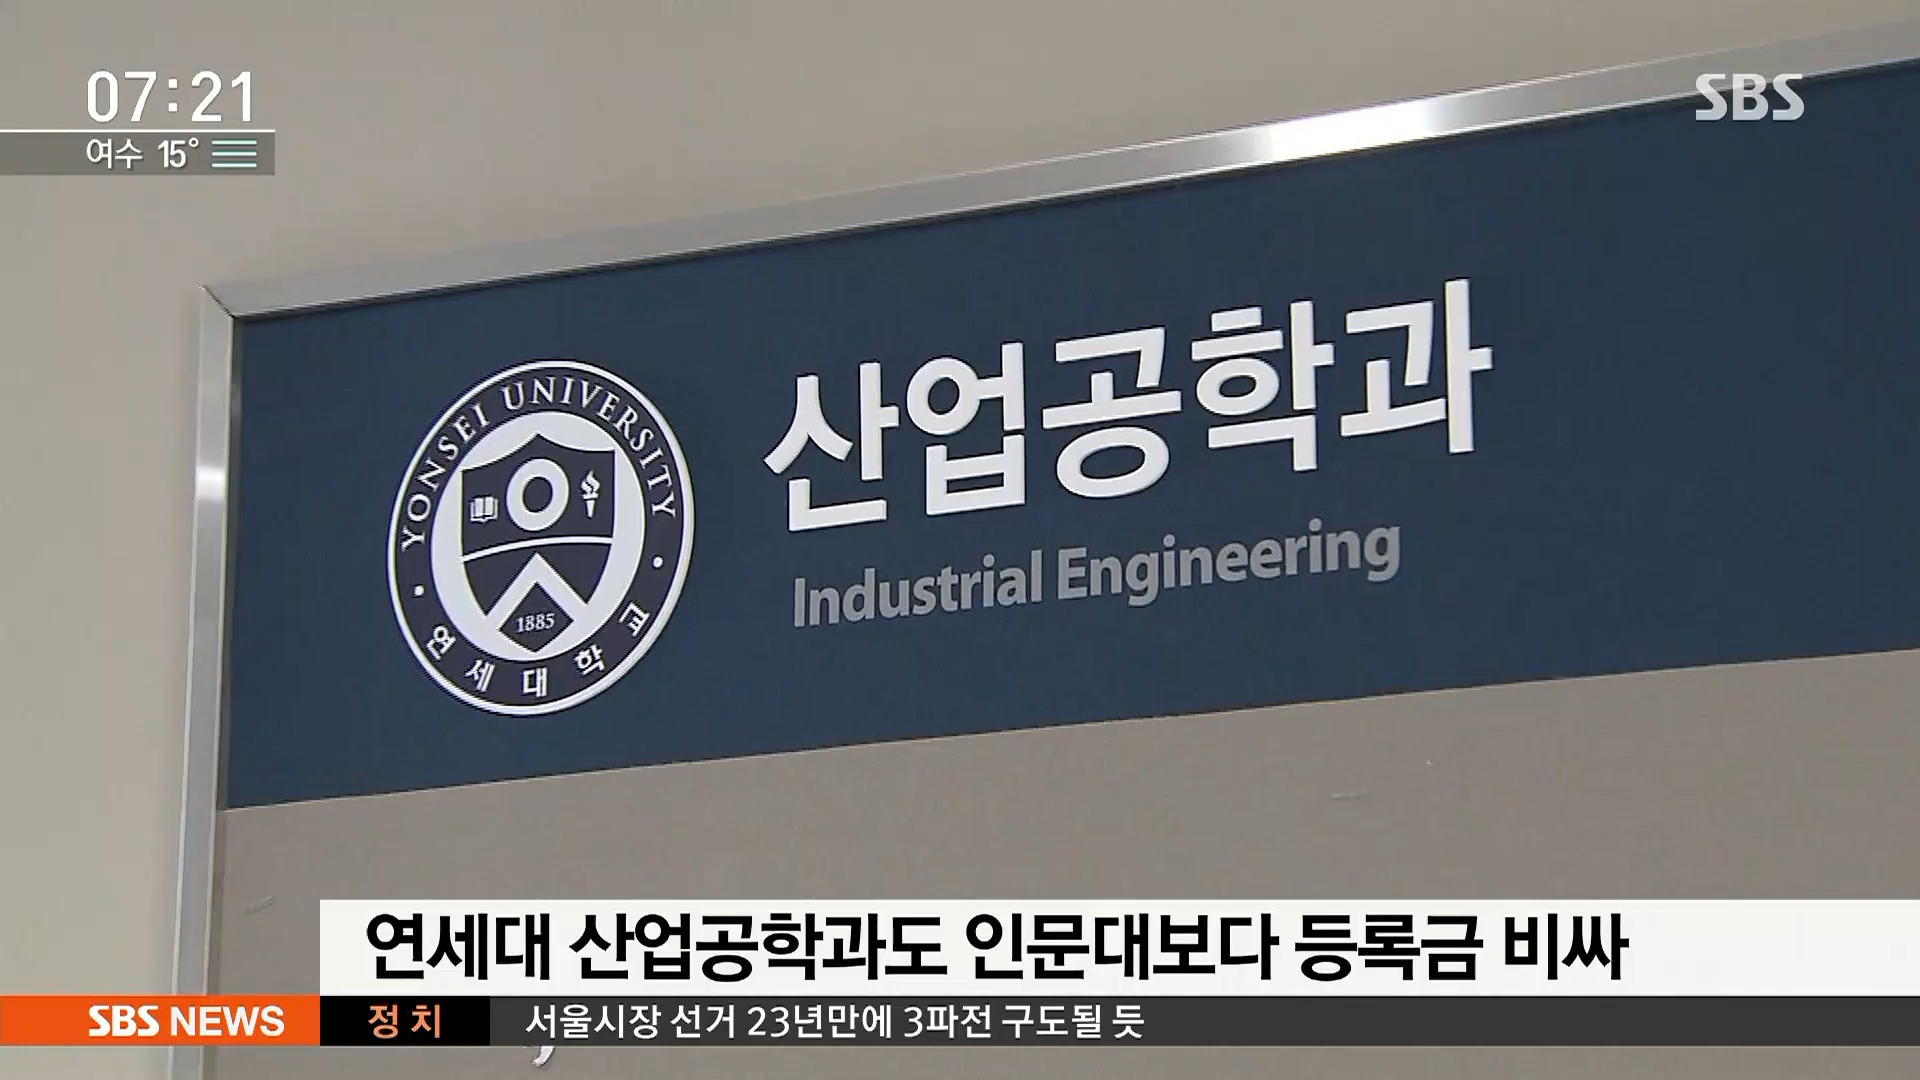 07:21
SBS
여수 15°
산업공학과
Industrial Engineering
YONSEI UNIVERSITY
1885
연세대학교
연세대 산업공학과도 인문대보다 등록금 비싸
SBS NEWS
정치
서울시장 선거 23년만에 3파전 구도될 듯